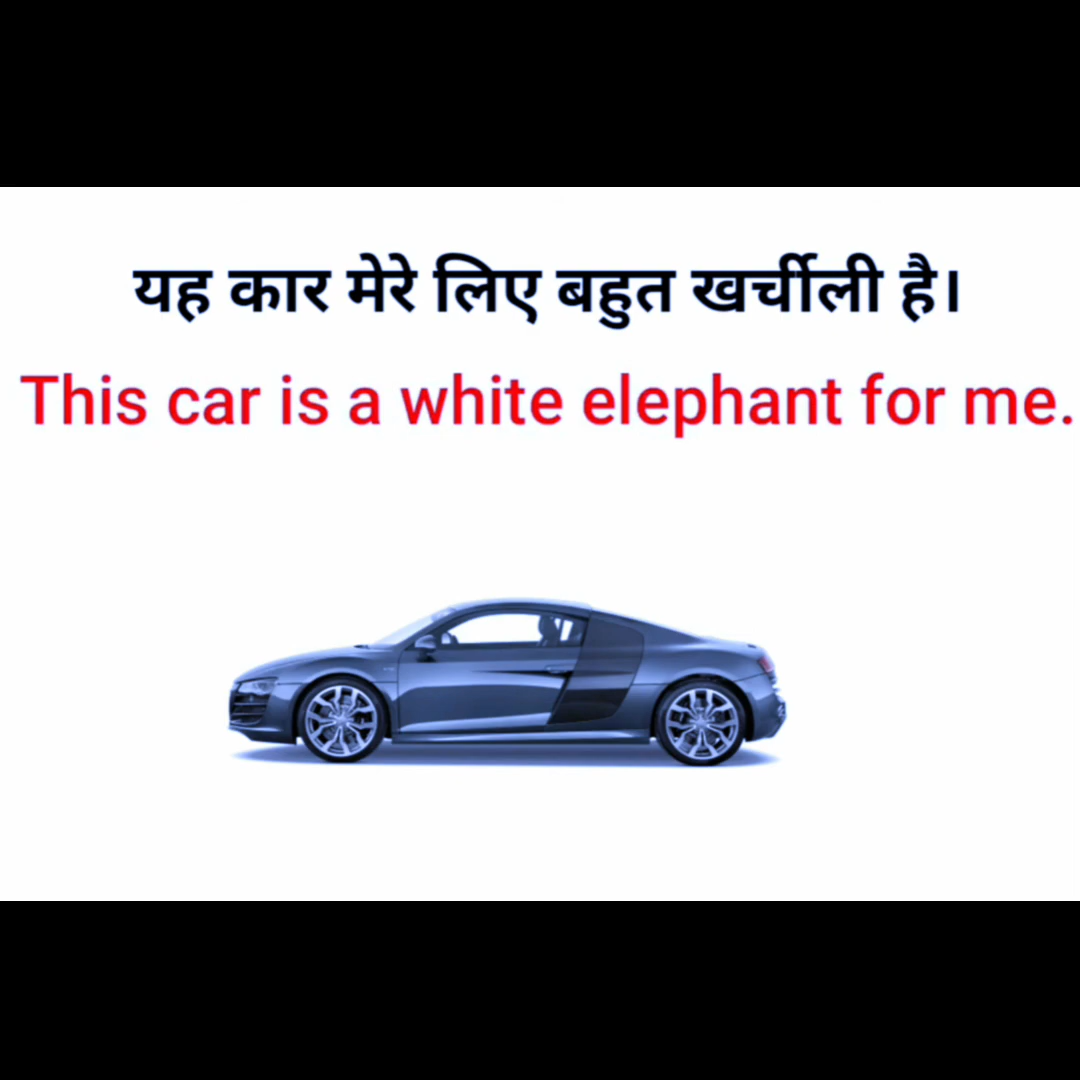 यह कार मेरे लिए बहुत खर्चीली है।
This car is a white elephant for me.